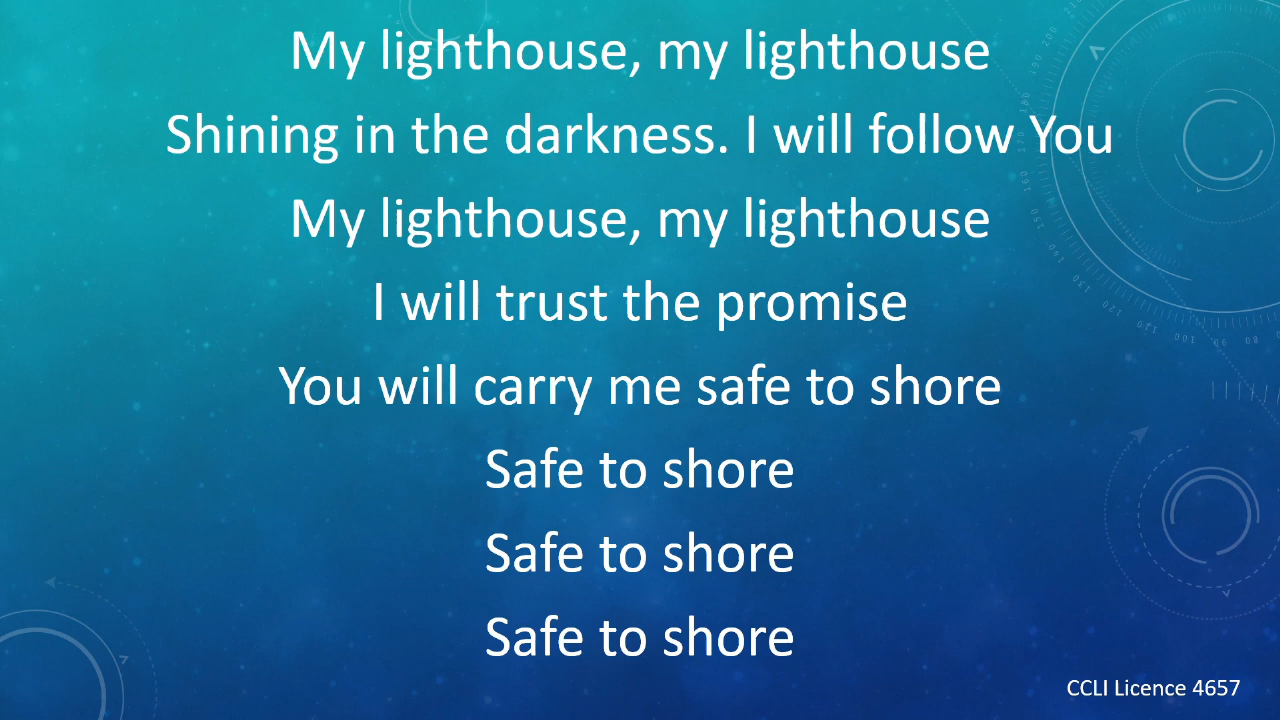 My lighthouse, my lighthouse
Shining in the darkness. I will follow You
My lighthouse, my lighthouse
I will trust the promise
You will carry me safe to shore
Safe to shore
Safe to shore
Safe to shore
CCLI Licence 4657